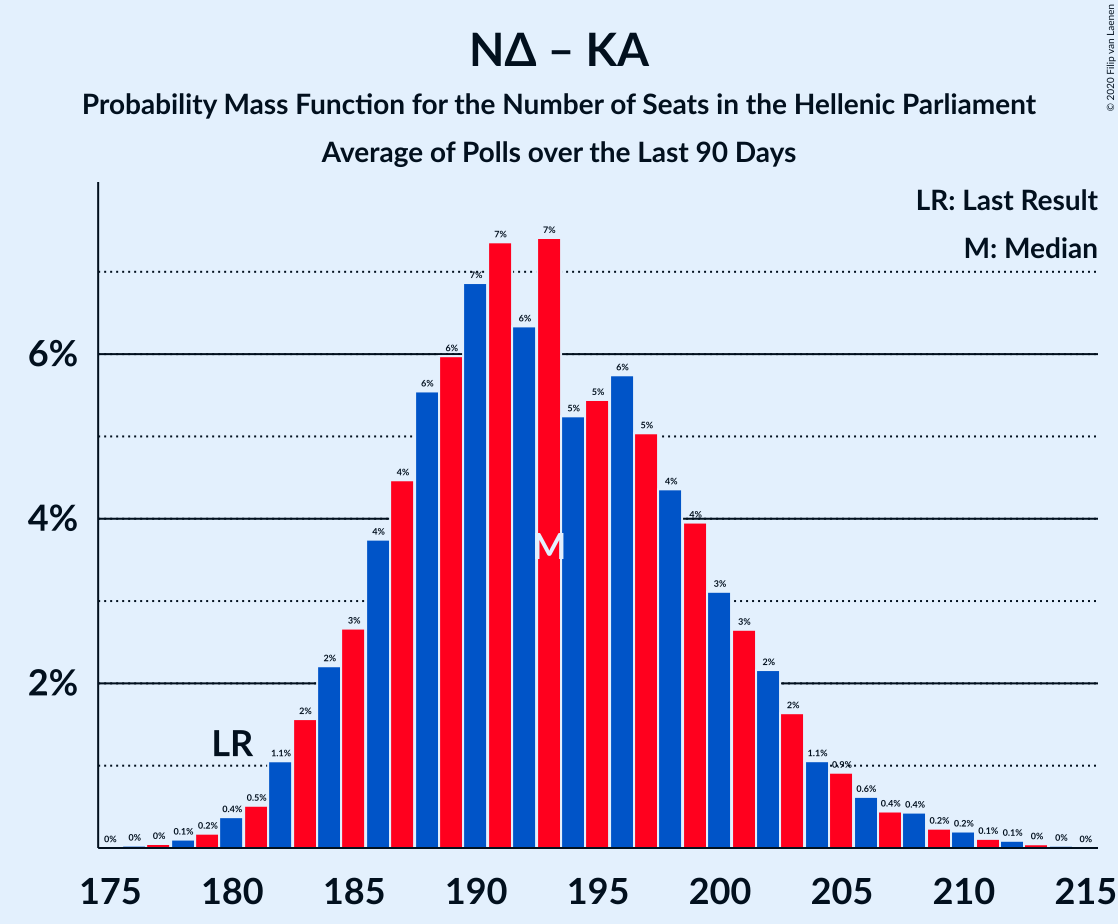 © 2020 Filip van Laenen
ΝΔ – ΚΑ
Probability Mass Function for the Number of Seats in the Hellenic Parliament
Average of Polls over the Last 90 Days
LR: Last Result
M: Median
6%
4%
2%
LR
M
0% 0% 0% 0.1% 0.2% 0.4% 0.5% 1.1% 2% 2% 3% 4% 4% 6% 6% 7% 7% 6% 7% 5% 5% 6% 5% 4% 4% 3% 3% 2% 2% 1.1% 0.9% 0.6% 0.4% 0.4% 0.2% 0.2% 0.1% 0.1% 0% 0% 0%
175 180 185 190 195 200 205 210 215